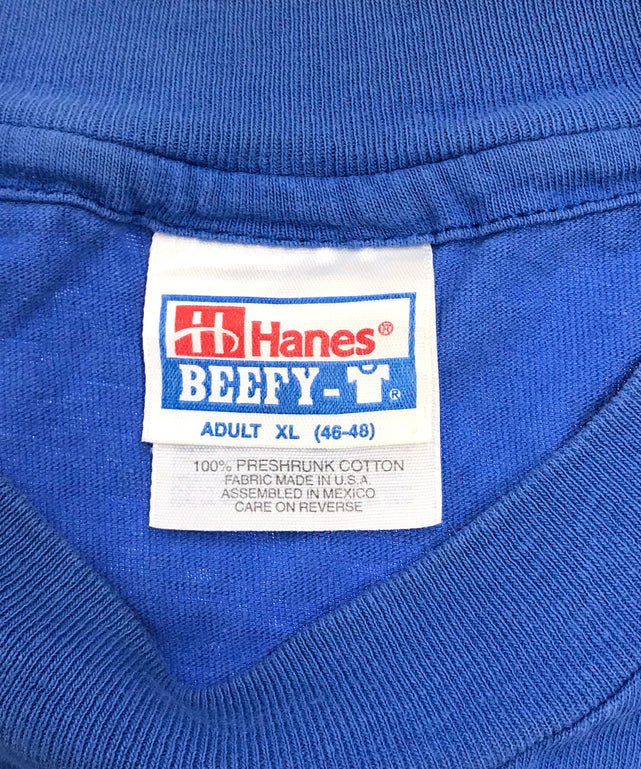 Hanes®
BEEFY-T®
ADULT XL (46-48)
100% PRESHRUNK COTTON
FABRIC MADE IN U.S.A.
ASSEMBLED IN MEXICO
CARE ON REVERSE